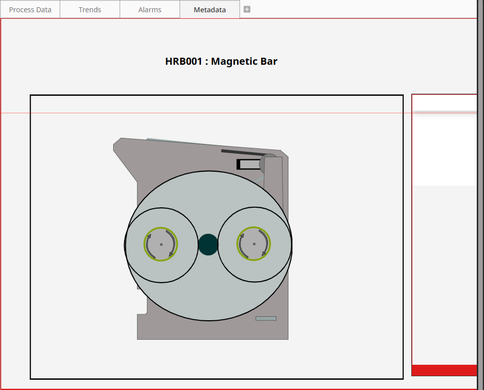 Process Data
Trends
Alarms
Metadata
HRB001 : Magnetic Bar